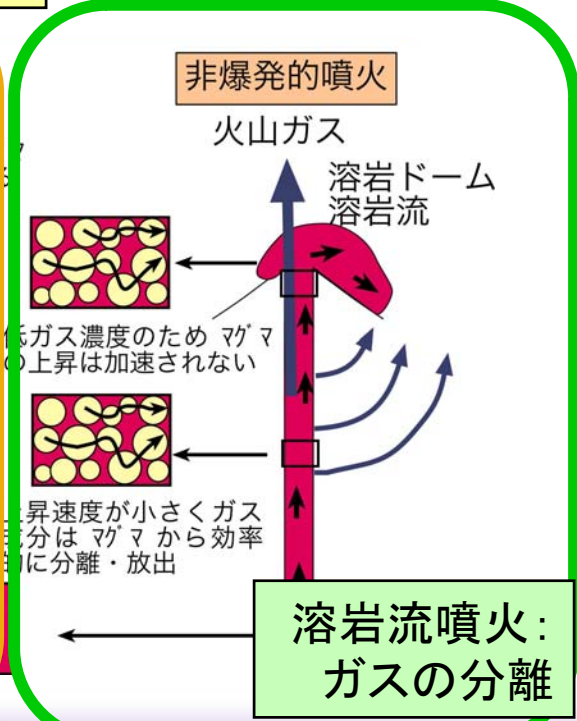 非爆発的噴火
火山ガス
溶岩ドーム
溶岩流
低ガス濃度のため マグマ
の上昇は加速されない
上昇速度が小さくガス
成分は マグマ から効率
的に分離・放出
溶岩流噴火:
ガスの分離